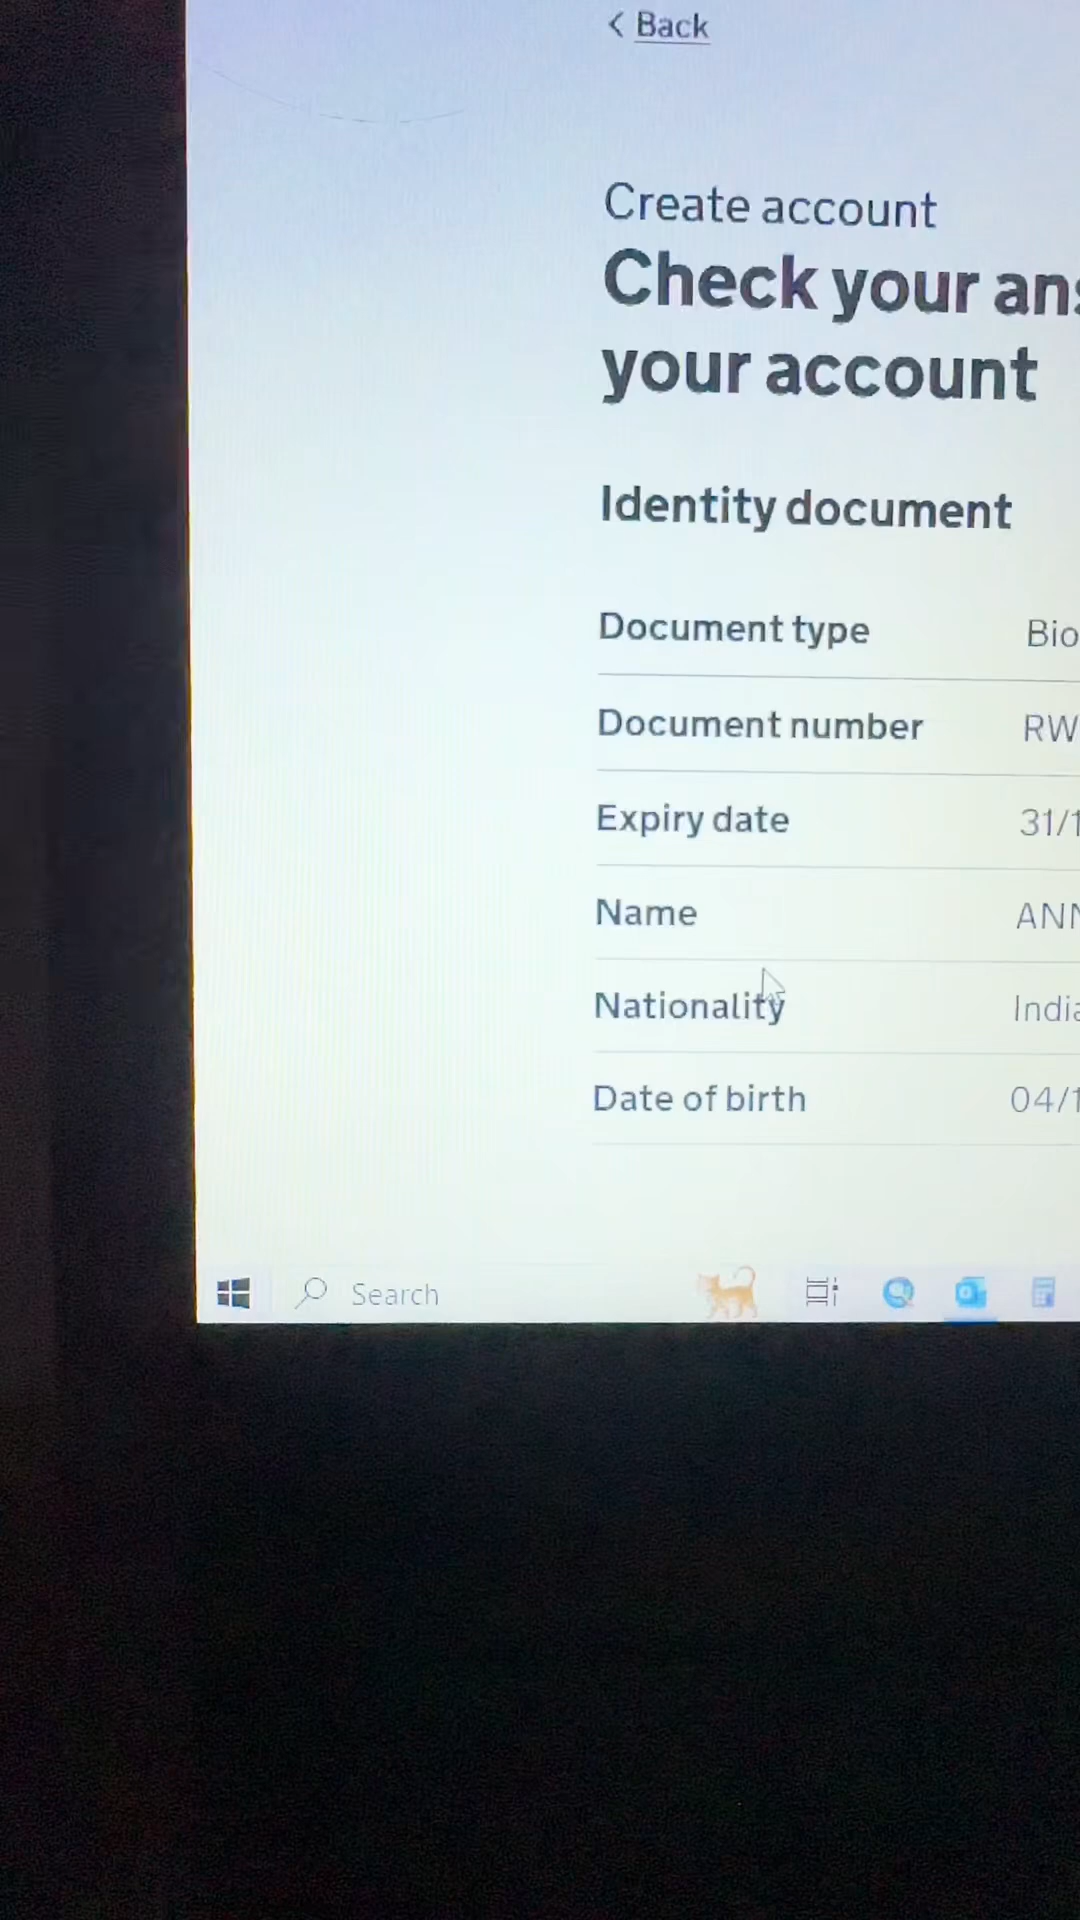 Back
Create account
Check your ans
your account
Identity document
Document type Bio
Document number RW
Expiry date 31/1
Name ANN
Nationality India
Date of birth 04/1
Search